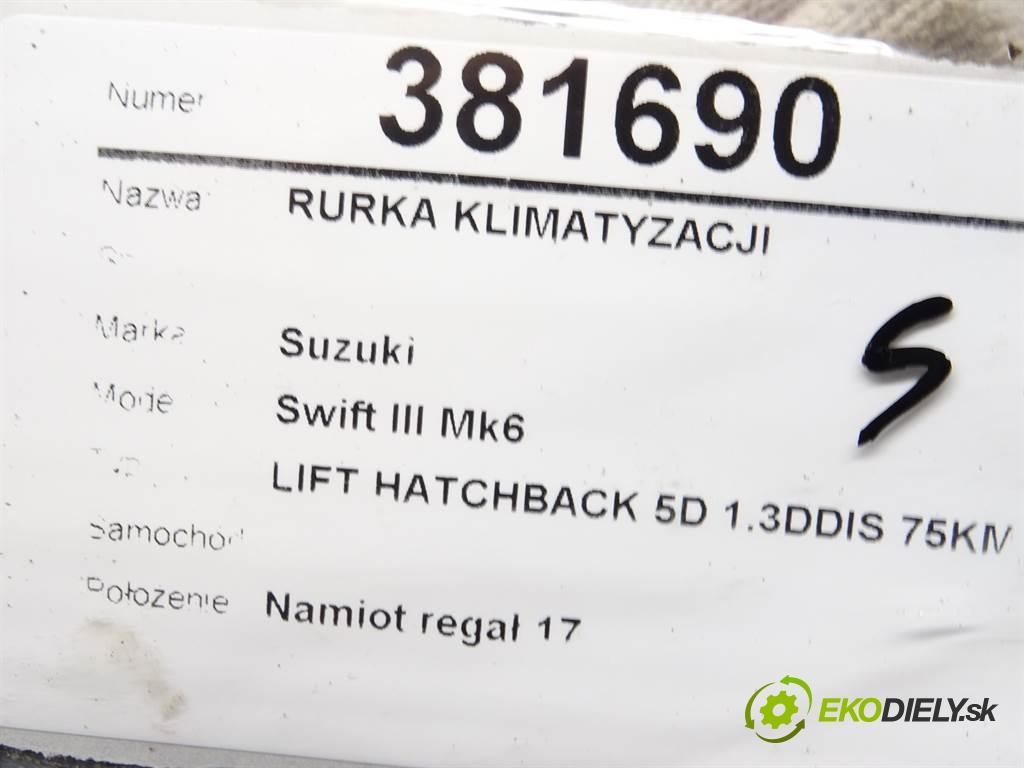 Numer 381690
Nazwa RURKA KLIMATYZACJI
Marka Suzuki
Swift III Mk6
LIFT HATCHBACK 5D 1.3DDIS 75KM
Samochód
Położenie Namiot regał 17
S
EKODIELY.sk